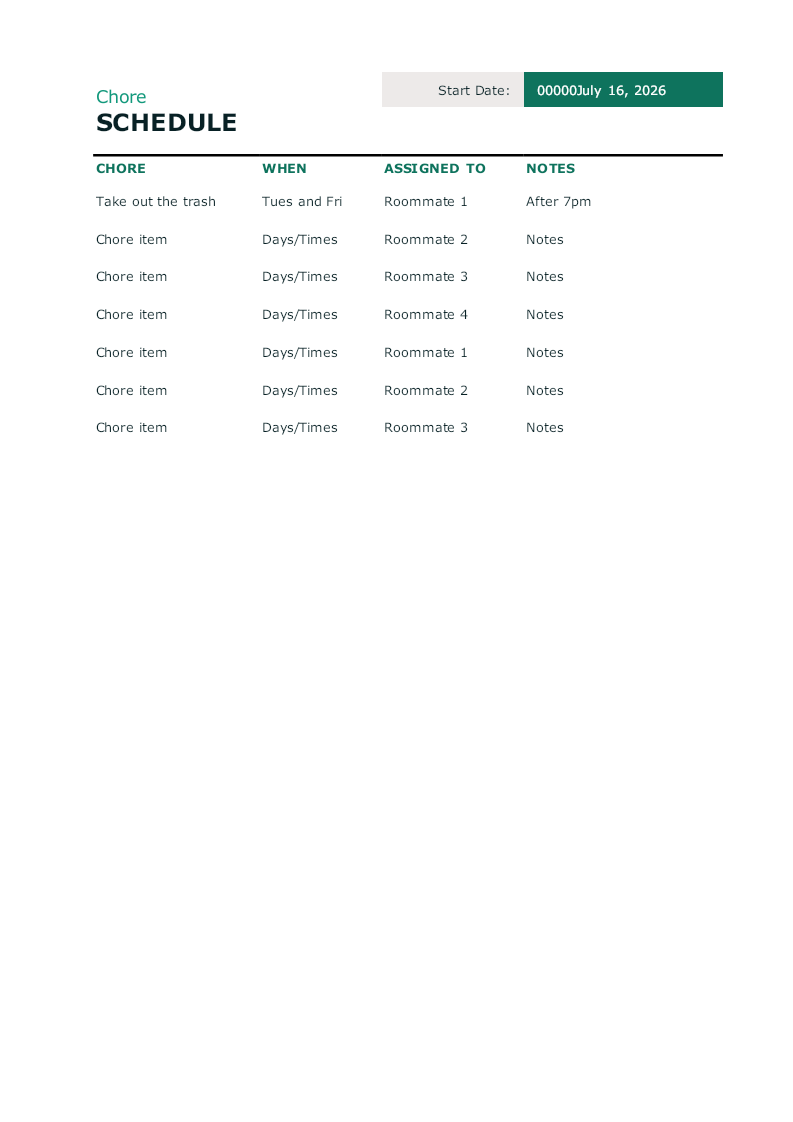 Start Date: 00000July 16, 2026
Chore
SCHEDULE
CHORE WHEN ASSIGNED TO NOTES
Take out the trash Tues and Fri Roommate 1 After 7pm
Chore item Days/Times Roommate 2 Notes
Chore item Days/Times Roommate 3 Notes
Chore item Days/Times Roommate 4 Notes
Chore item Days/Times Roommate 1 Notes
Chore item Days/Times Roommate 2 Notes
Chore item Days/Times Roommate 3 Notes